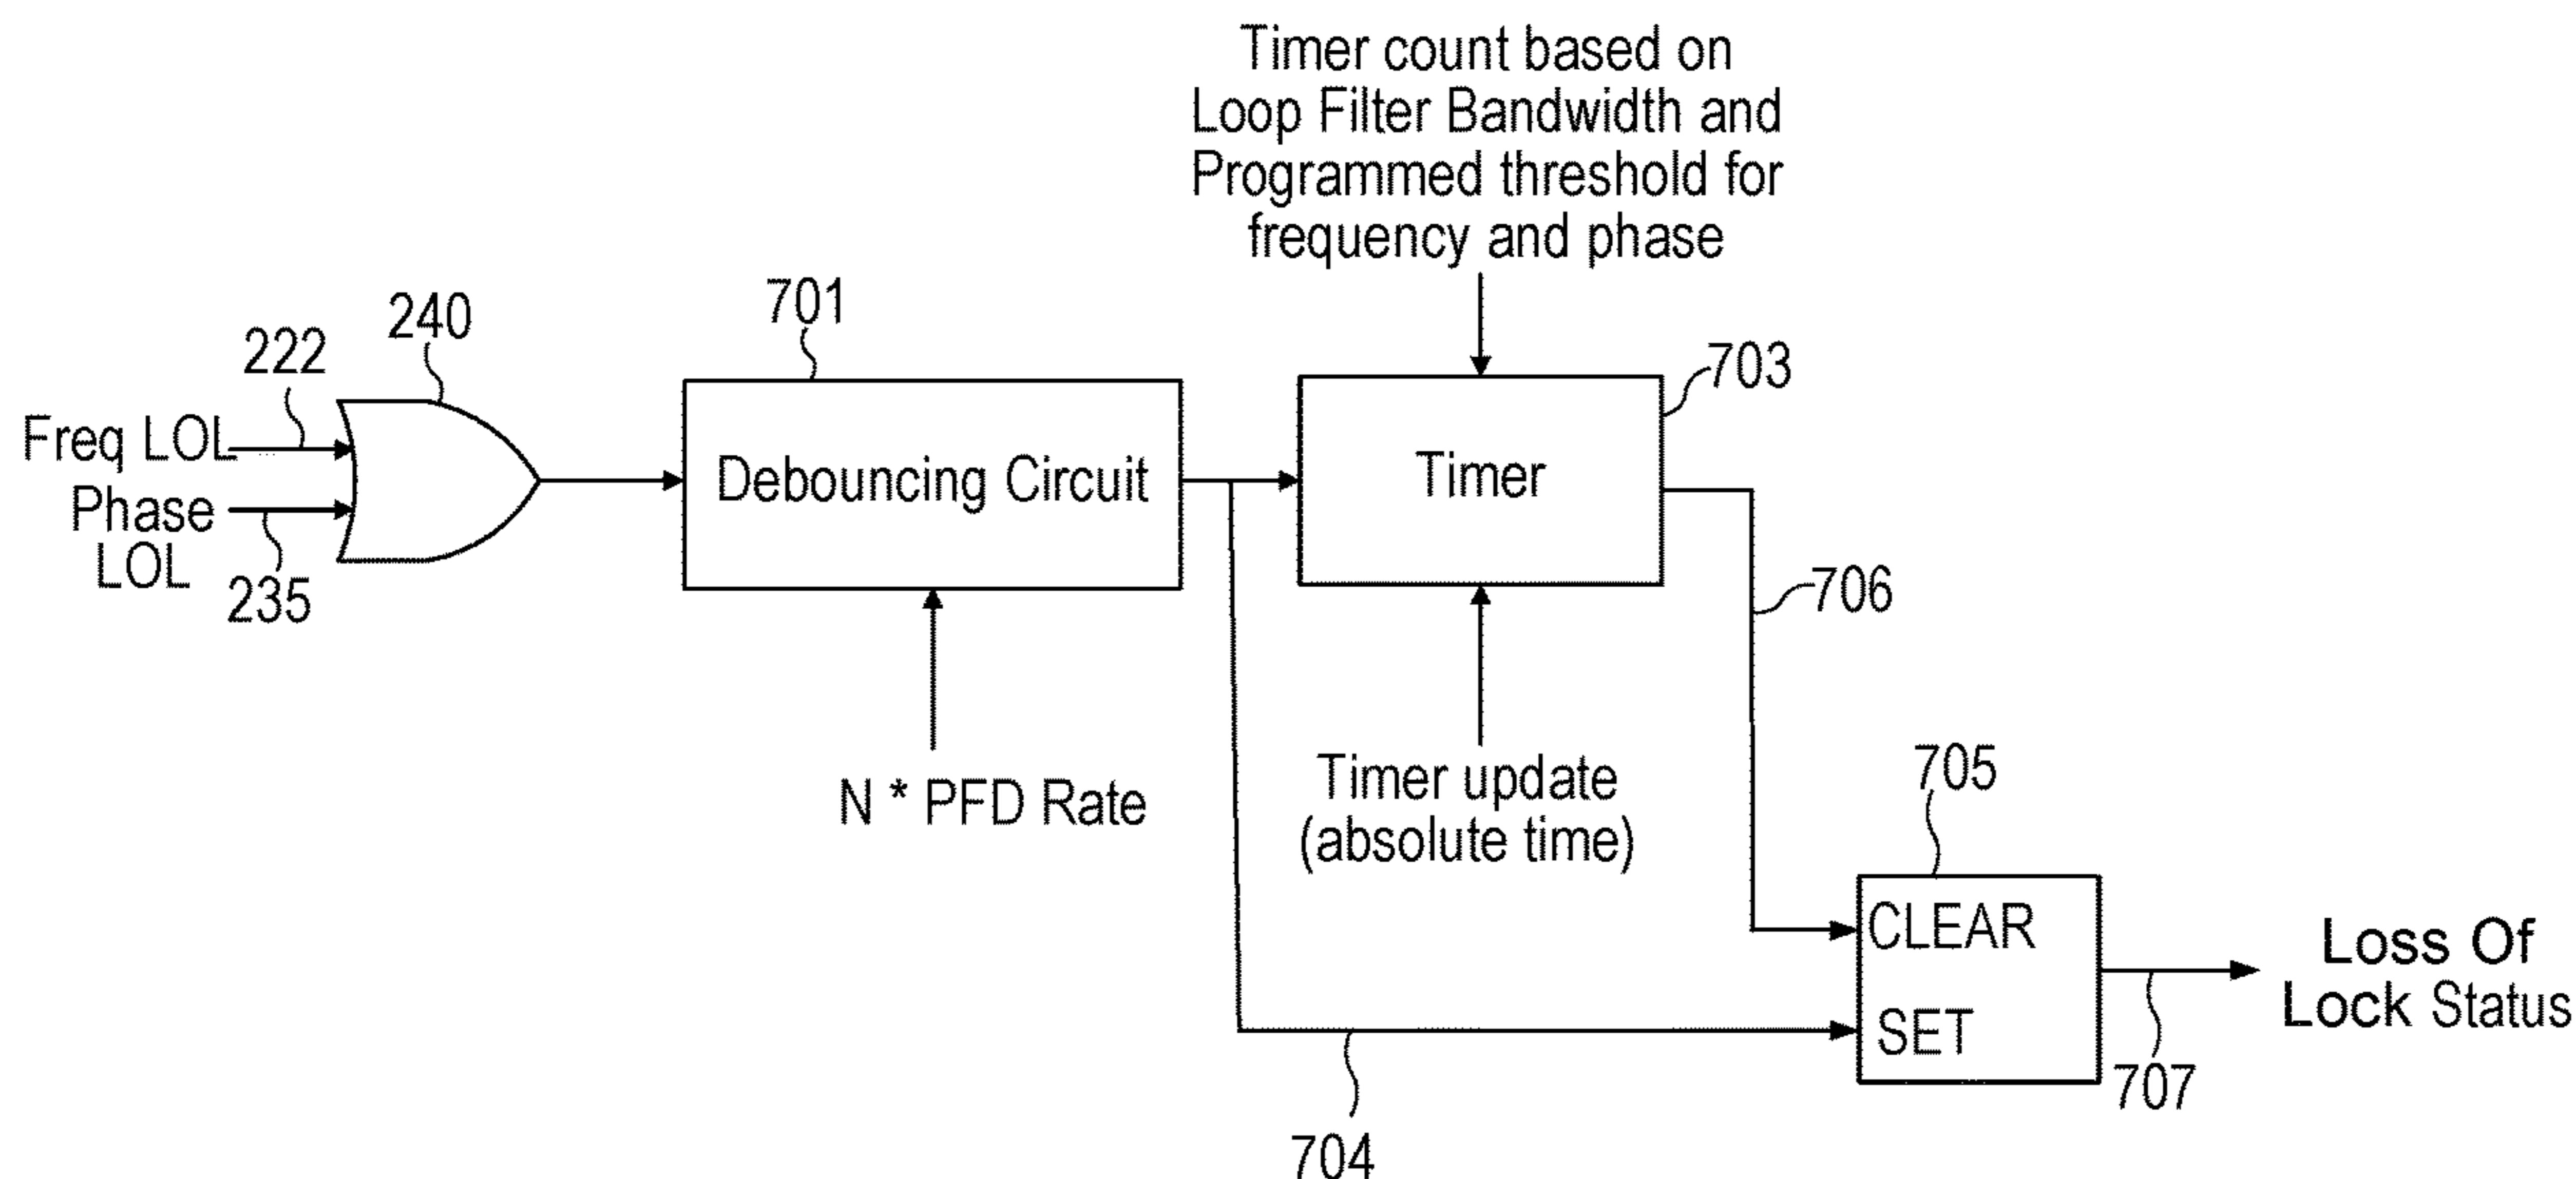 Timer count based on
Loop Filter Bandwidth and
Programmed threshold for
frequency and phase
701
240
222
703
Freq LOL
Phase
LOL
235
Debouncing Circuit
Timer
706
N * PFD Rate
Timer update
(absolute time)
705
CLEAR
SET
Loss Of
Lock Status
707
704